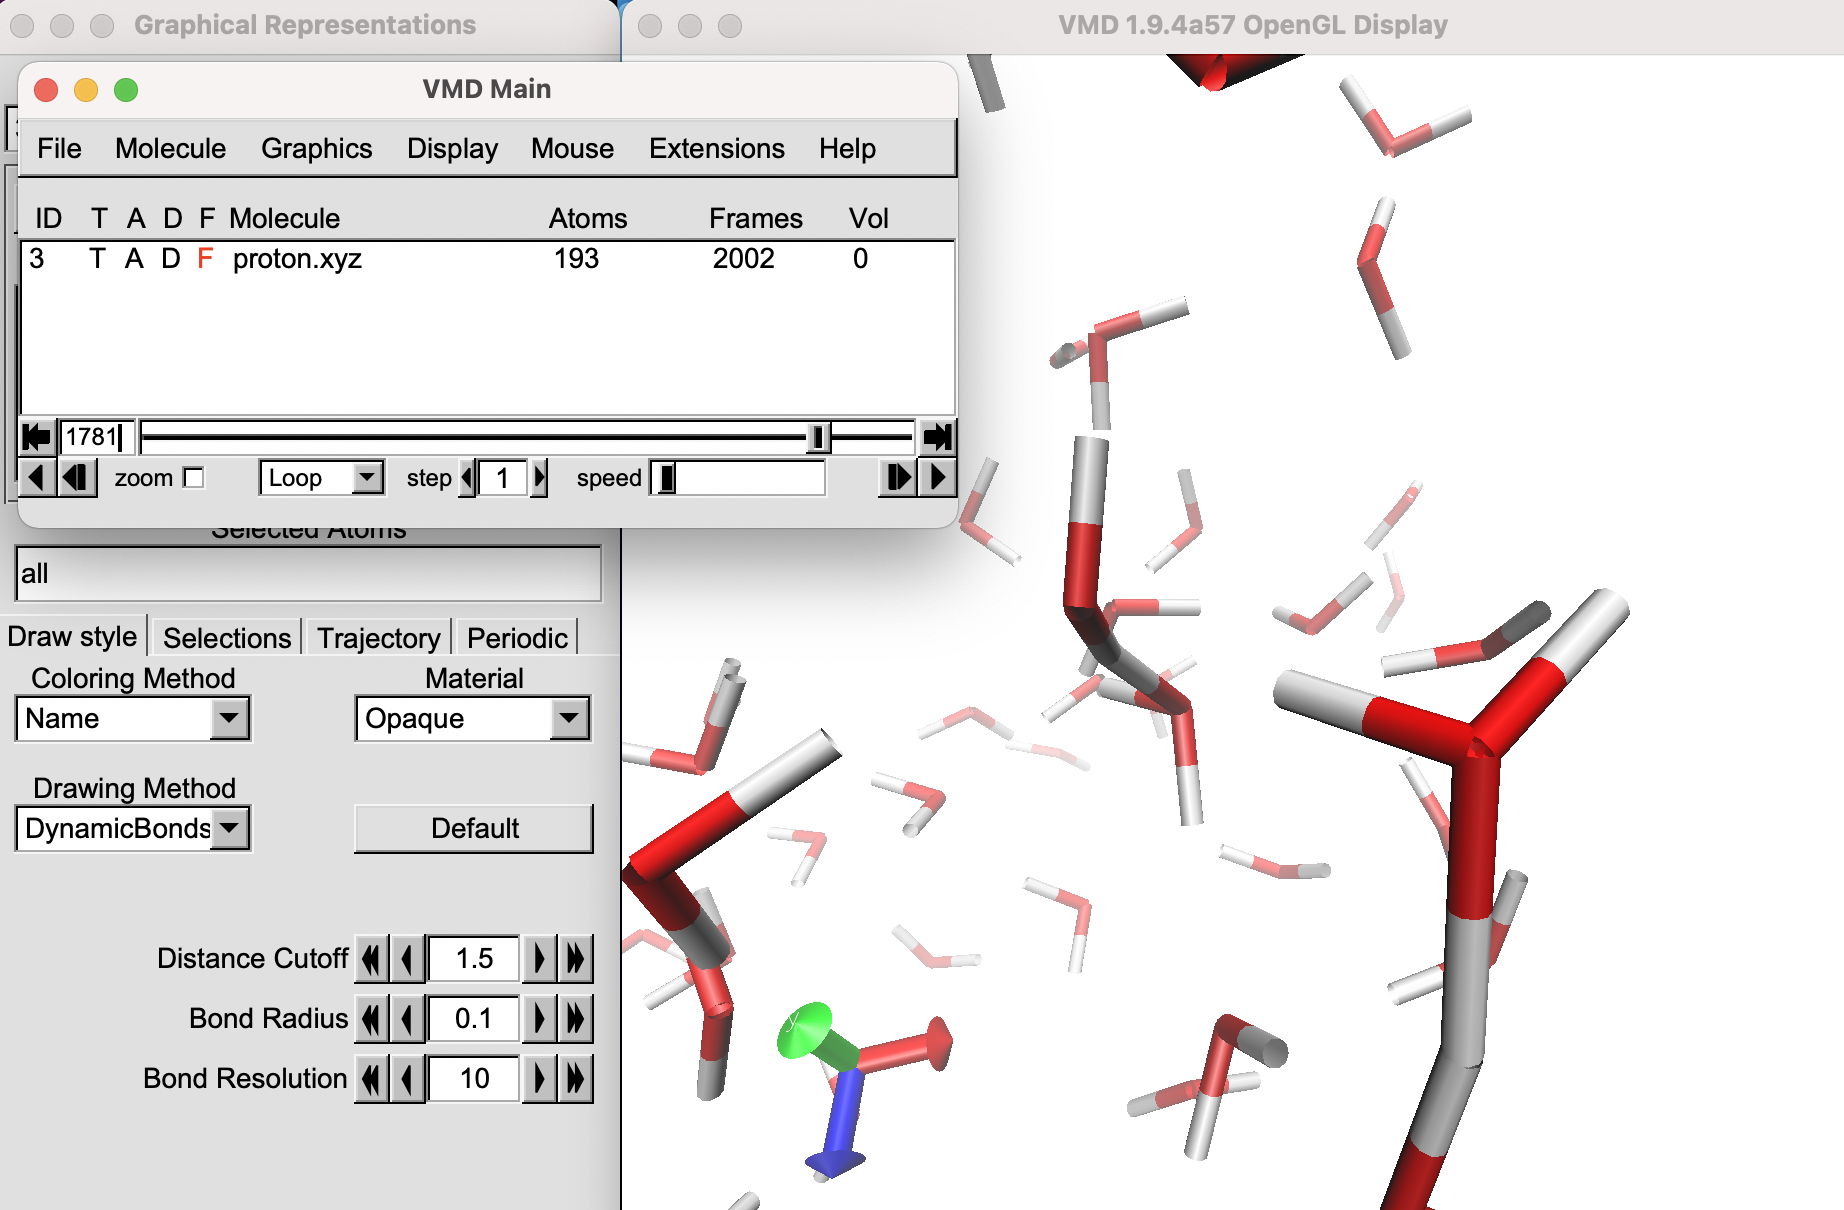 Graphical Representations
VMD 1.9.4a57 OpenGL Display
VMD Main
File Molecule Graphics Display Mouse Extensions Help
ID T A D F Molecule Atoms Frames Vol
3 T A D F proton.xyz 193 2002 0
1781
zoom Loop step 1 speed
Selected Atoms
all
Draw style Selections Trajectory Periodic
Coloring Method Material
Name Opaque
Drawing Method
DynamicBonds Default
Distance Cutoff 1.5
Bond Radius 0.1
Bond Resolution 10
y